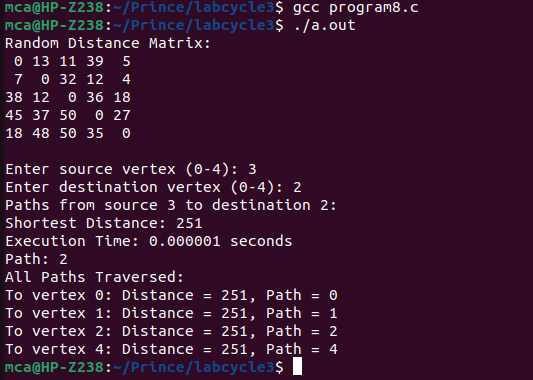 mca@HP-Z238:~/Prince/labcycle3$ gcc program8.c
mca@HP-Z238:~/Prince/labcycle3$ ./a.out
Random Distance Matrix:
 0 13 11 39  5
 7  0 32 12  4
38 12  0 36 18
45 37 50  0 27
18 48 50 35  0

Enter source vertex (0-4): 3
Enter destination vertex (0-4): 2
Paths from source 3 to destination 2:
Shortest Distance: 251
Execution Time: 0.000001 seconds
Path: 2
All Paths Traversed:
To vertex 0: Distance = 251, Path = 0
To vertex 1: Distance = 251, Path = 1
To vertex 2: Distance = 251, Path = 2
To vertex 4: Distance = 251, Path = 4
mca@HP-Z238:~/Prince/labcycle3$